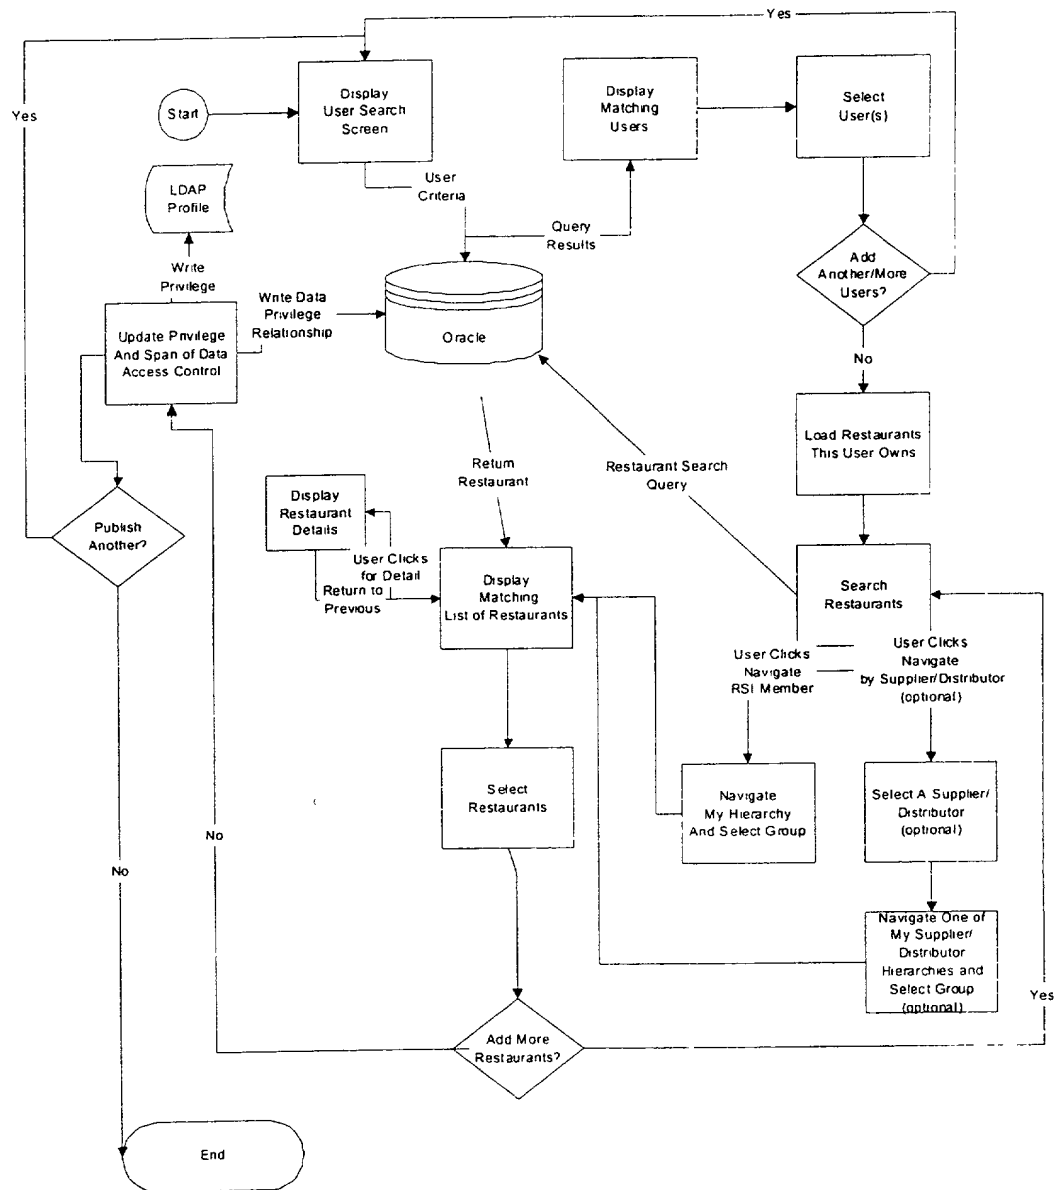 Yes
Yes
Start
Display
User Search
Screen
Display
Matching
Users
Select
User(s)
LDAP
Profile
User
Criteria
Query
Results
Add
Another/More
Users?
Write
Privilege
Write Data
Privilege
Relationship
Oracle
Update Privilege
And Span of Data
Access Control
No
Load Restaurants
This User Owns
Return
Restaurant
Restaurant Search
Query
Display
Restaurant
Details
Publish
Another?
User Clicks
for Detail
Return to
Previous
Display
Matching
List of Restaurants
Search
Restaurants
User Clicks
Navigate
RSI Member
User Clicks
Navigate
by Supplier/Distributor
(optional)
Select
Restaurants
Navigate
My Hierarchy
And Select Group
Select A Supplier/
Distributor
(optional)
No
No
Navigate One of
My Supplier/
Distributor
Hierarchies and
Select Group
(optional)
Yes
Add More
Restaurants?
End